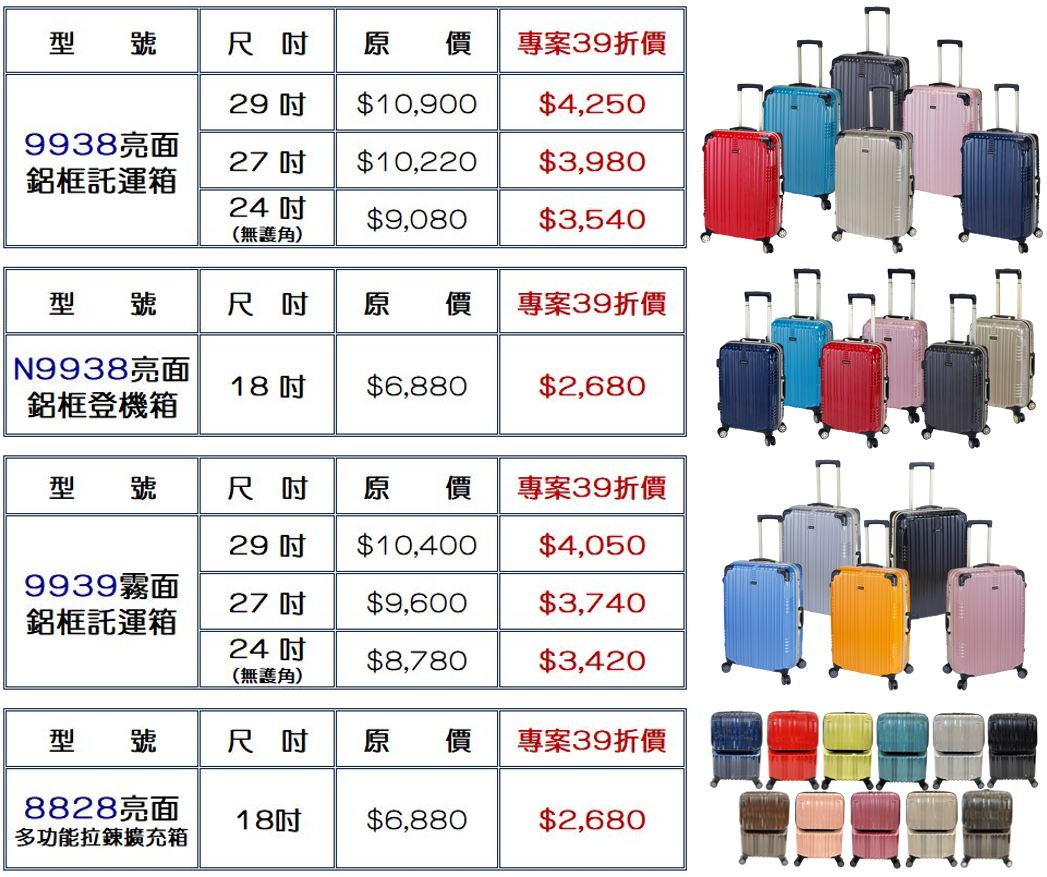 型 號 尺 吋 原 價 專案39折價
9938亮面
鋁框託運箱
29 吋 $10,900 $4,250
27 吋 $10,220 $3,980
24 吋 $9,080 $3,540
(無護角)
型 號 尺 吋 原 價 專案39折價
N9938亮面
鋁框登機箱
18 吋 $6,880 $2,680
型 號 尺 吋 原 價 專案39折價
9939霧面
鋁框託運箱
29 吋 $10,400 $4,050
27 吋 $9,600 $3,740
24 吋 $8,780 $3,420
(無護角)
型 號 尺 吋 原 價 專案39折價
8828亮面
多功能拉鍊擴充箱
18吋 $6,880 $2,680